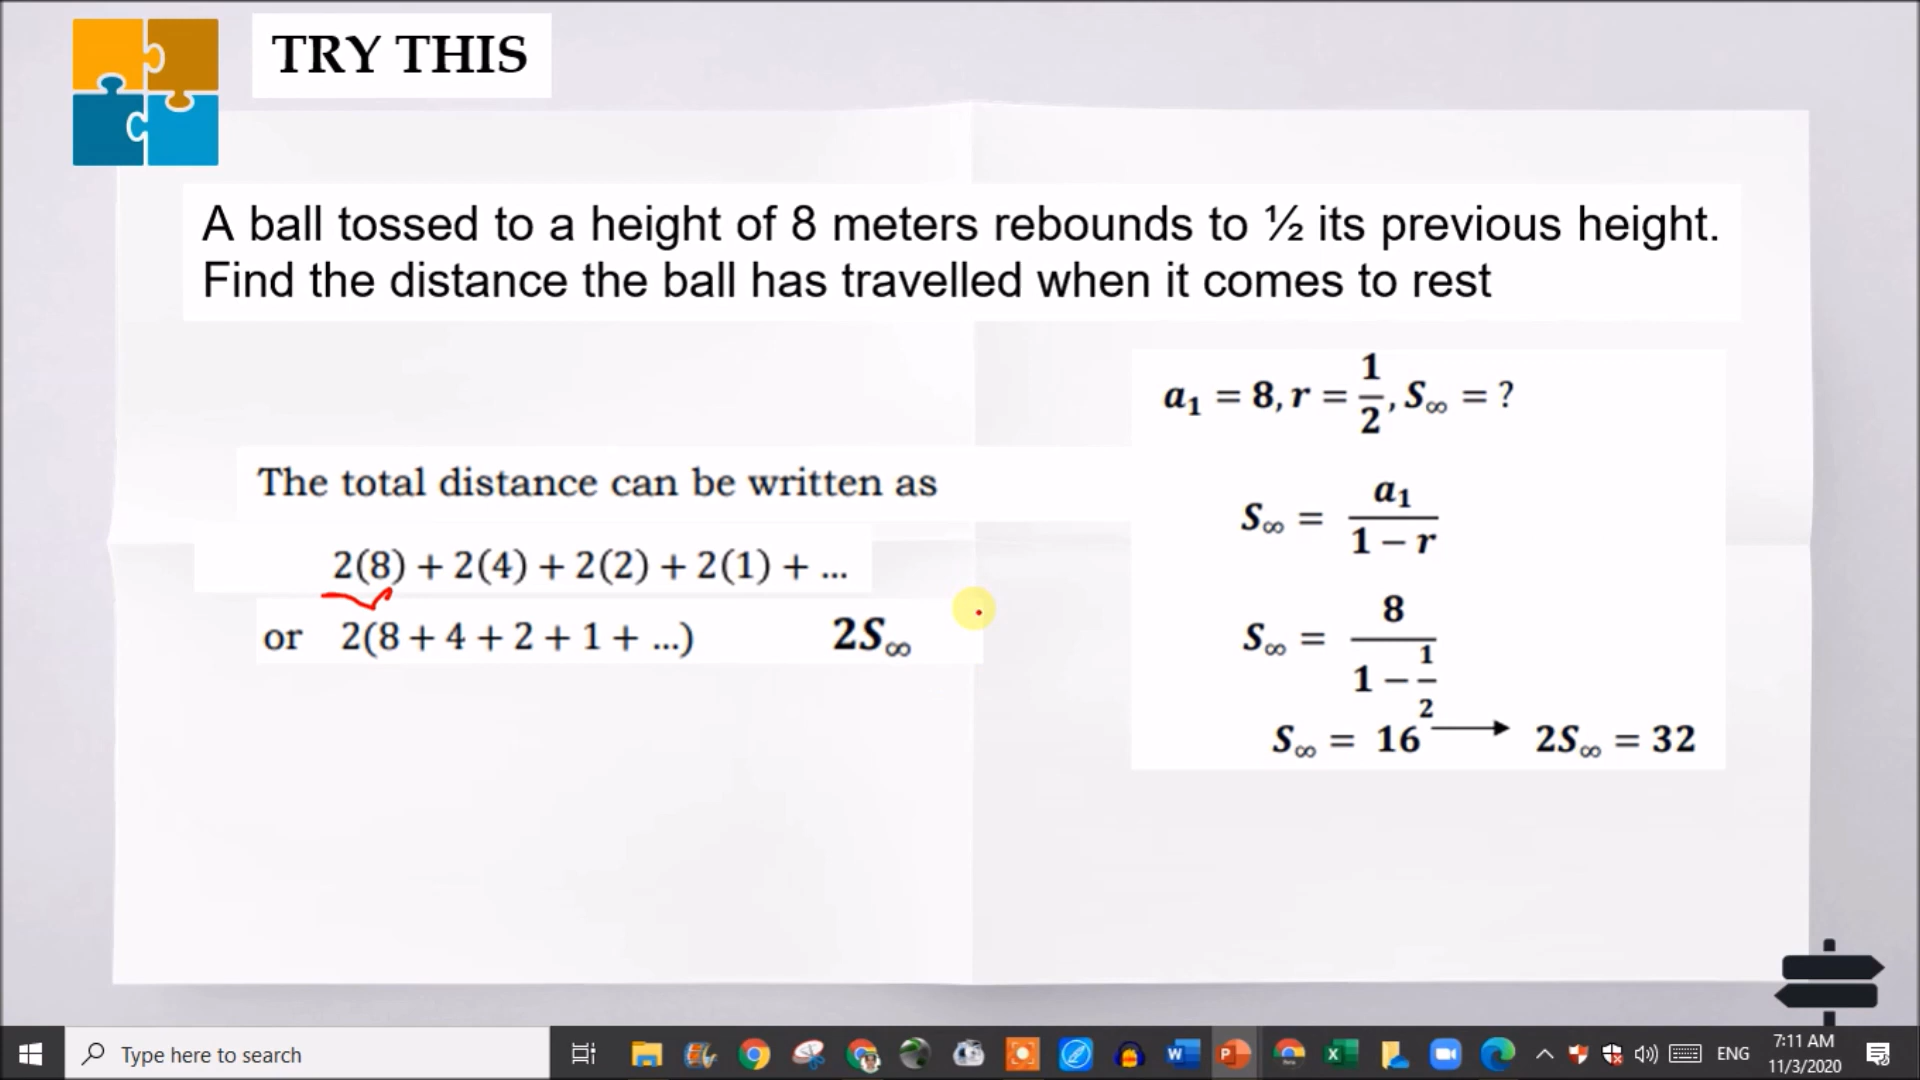 TRY THIS
A ball tossed to a height of 8 meters rebounds to ½ its previous height.
Find the distance the ball has travelled when it comes to rest
The total distance can be written as
2(8) + 2(4) + 2(2) + 2(1) + ...
or 2(8 + 4 + 2 + 1 + ...) 2S∞
a₁ = 8, r = 1/2, S∞ = ?
S∞ = a₁/(1 − r)
S∞ = 8/(1 − 1/2)
S∞ = 16 → 2S∞ = 32
Type here to search
ENG
7:11 AM
11/3/2020